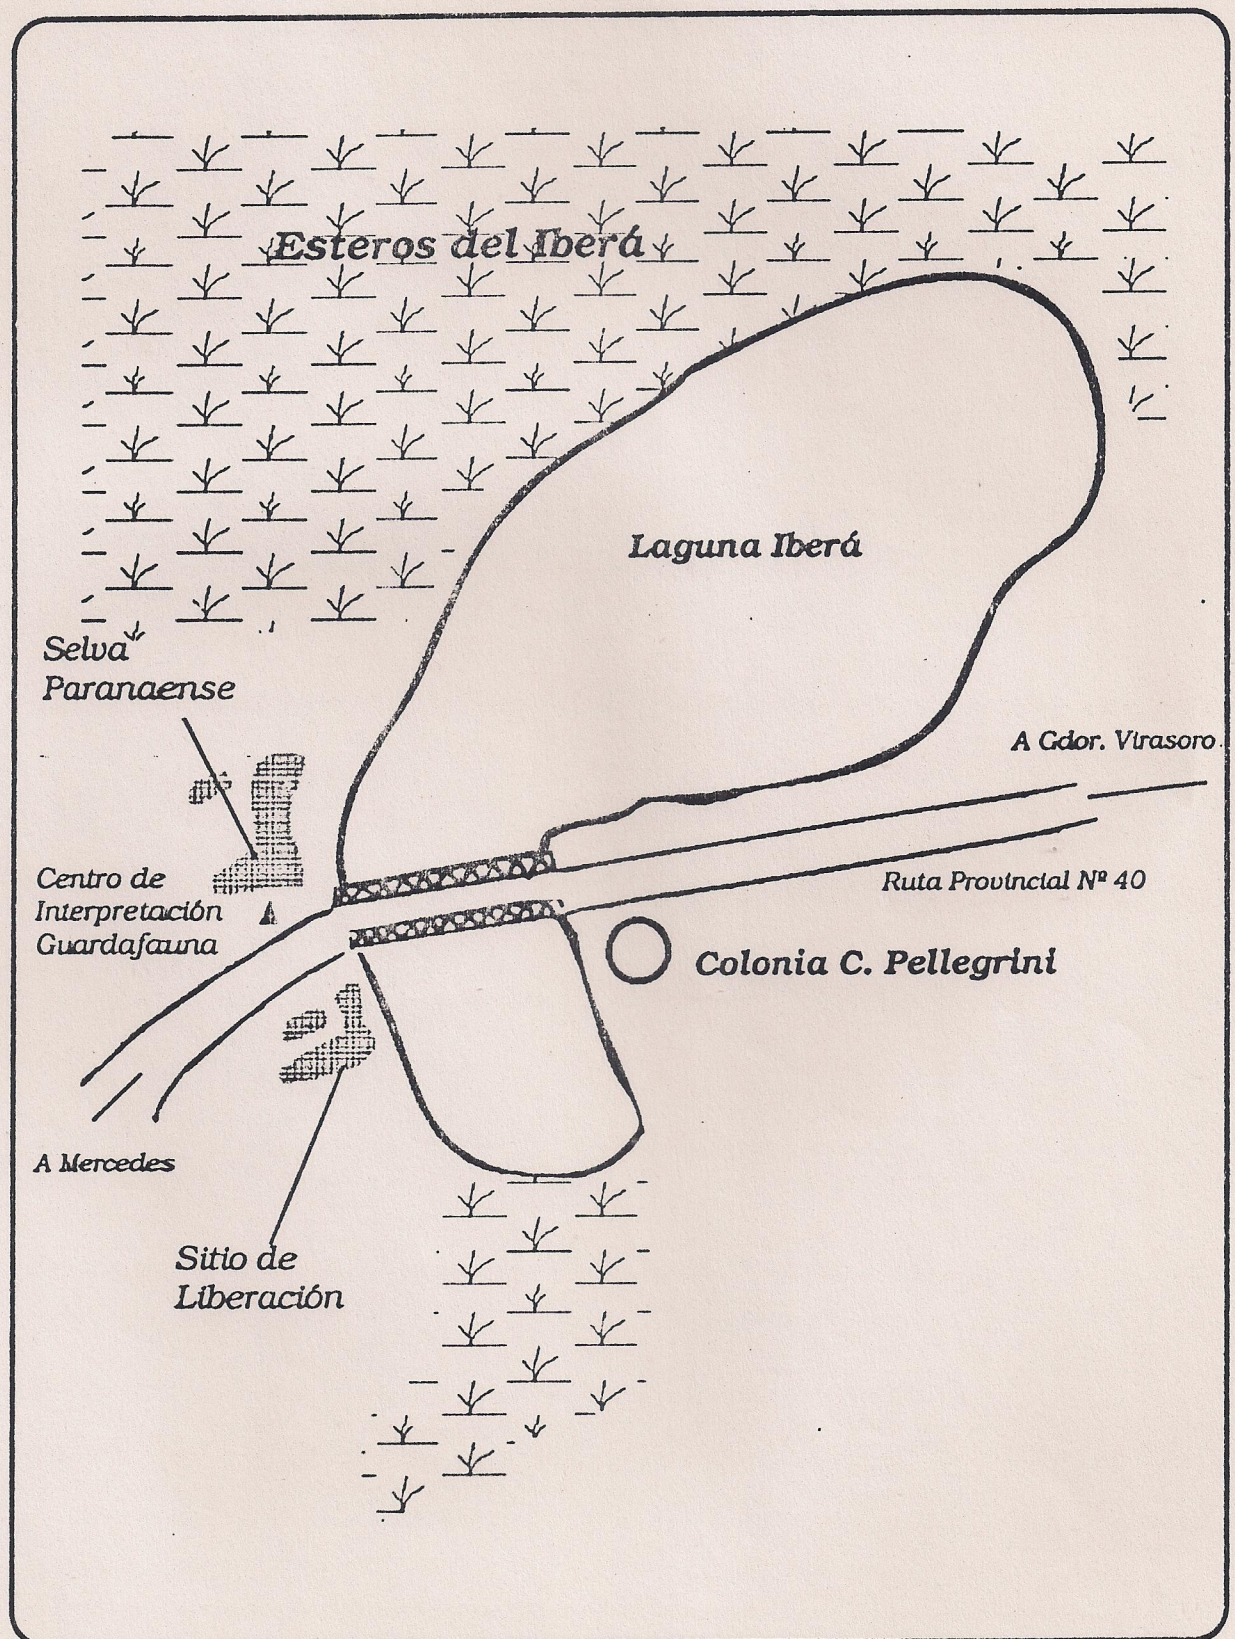 Esteros del Iberá
Laguna Iberá
Selva
Paranaense
A Gdor. Virasoro
Centro de
Interpretación
Guardafauna
Ruta Provincial Nº 40
Colonia C. Pellegrini
A Mercedes
Sitio de
Liberación